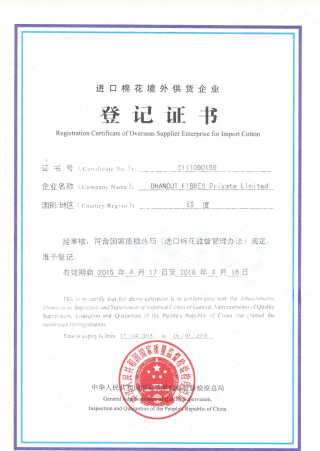 进口棉花境外供货企业
登记证书
Registration Certificate of Overseas Supplier Enterprise for Import Cotton
证书号 (Certificate No.): C111090150
企业名称 (Company Name): DHANCOT FIBRES Private Limited
国别/地区 (Country/Region): 印度
经审核，符合国家质检总局《进口棉花监督管理办法》规定，
准予登记。
有效期自 2015 年 4 月 17 日至 2018 年 4 月 16 日
This is to certify that the above enterprise is in conformity with the Administrative
Measures on Inspection and Supervision of Imported Cotton of General Administration of Quality
Supervision, Inspection and Quarantine of the People's Republic of China and granted the
commission for registration.
Date of expiry is from 17 /04/2015 to 16 /04/2018
中华人民共和国国家质量监督检验检疫总局
General Administration of Quality Supervision,
Inspection and Quarantine of the People's Republic of China